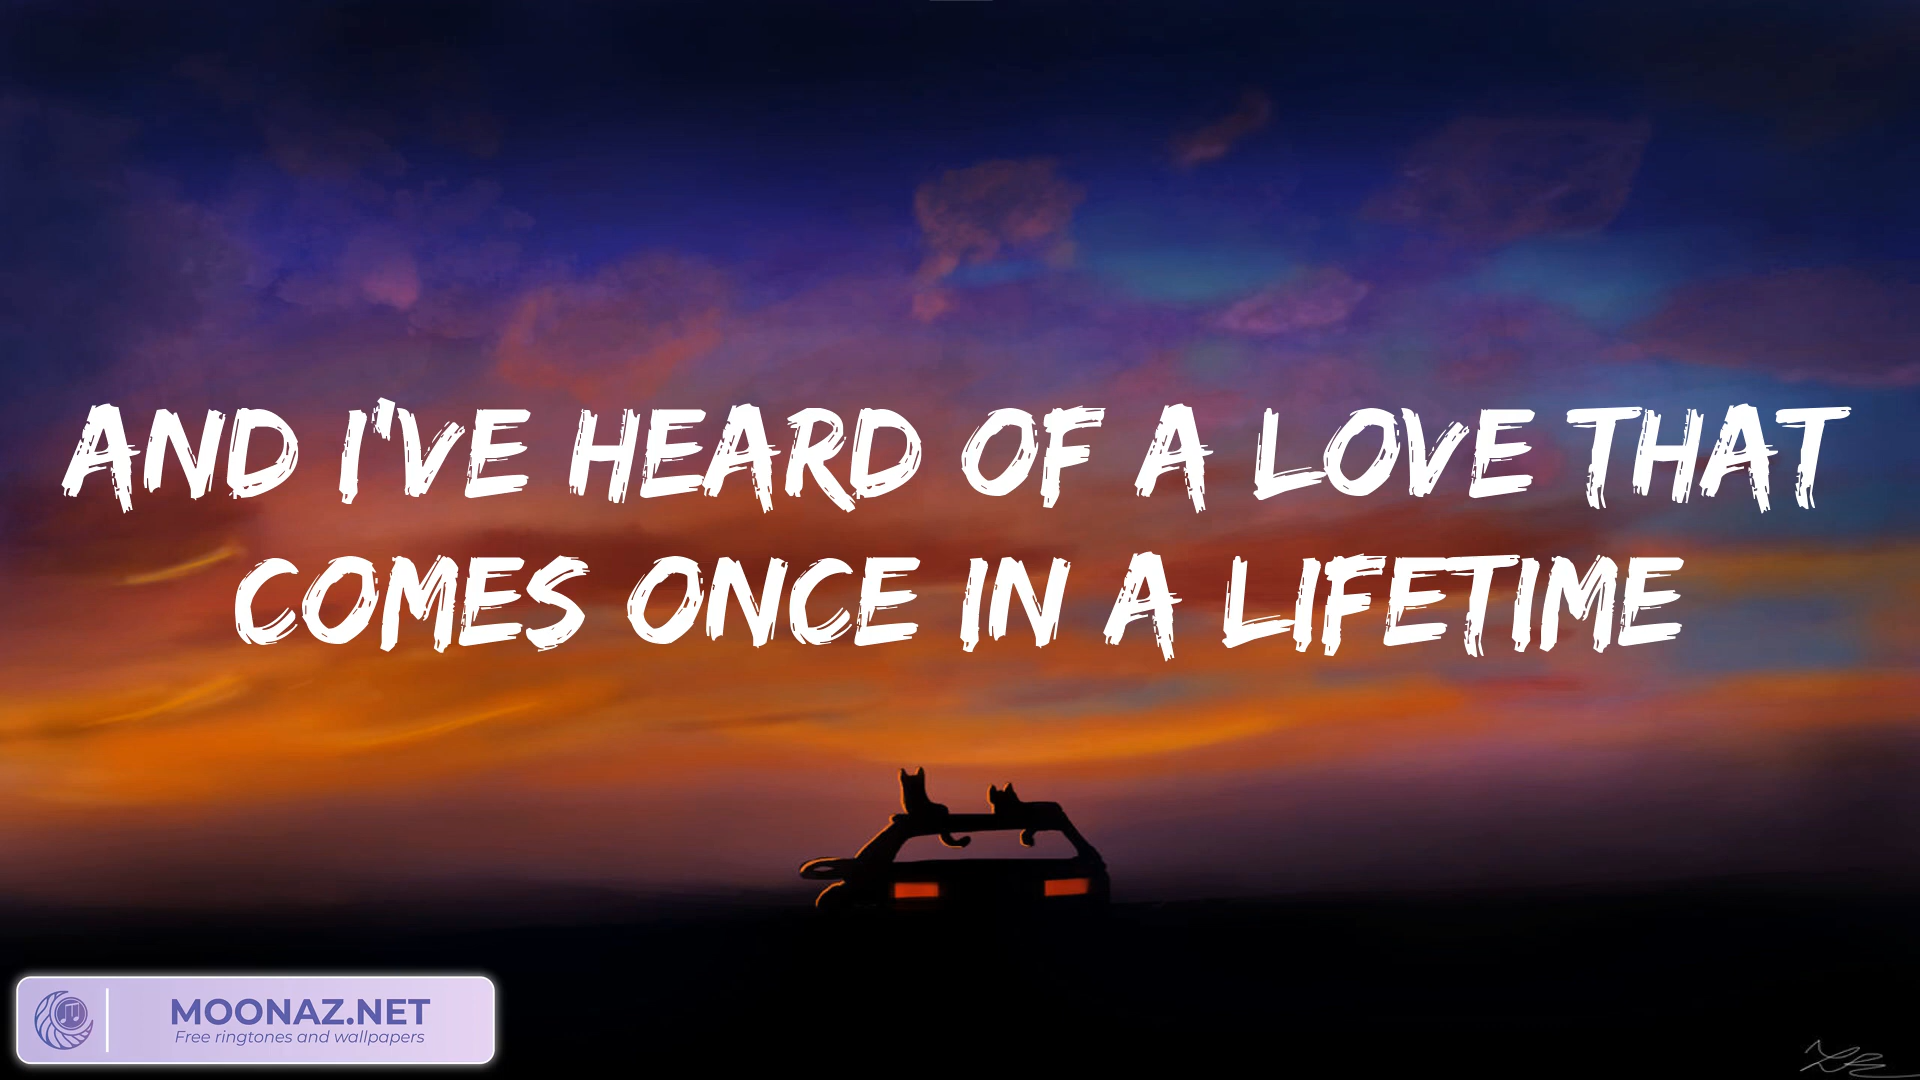 AND I'VE HEARD OF A LOVE THAT
COMES ONCE IN A LIFETIME
MOONAZ.NET
Free ringtones and wallpapers